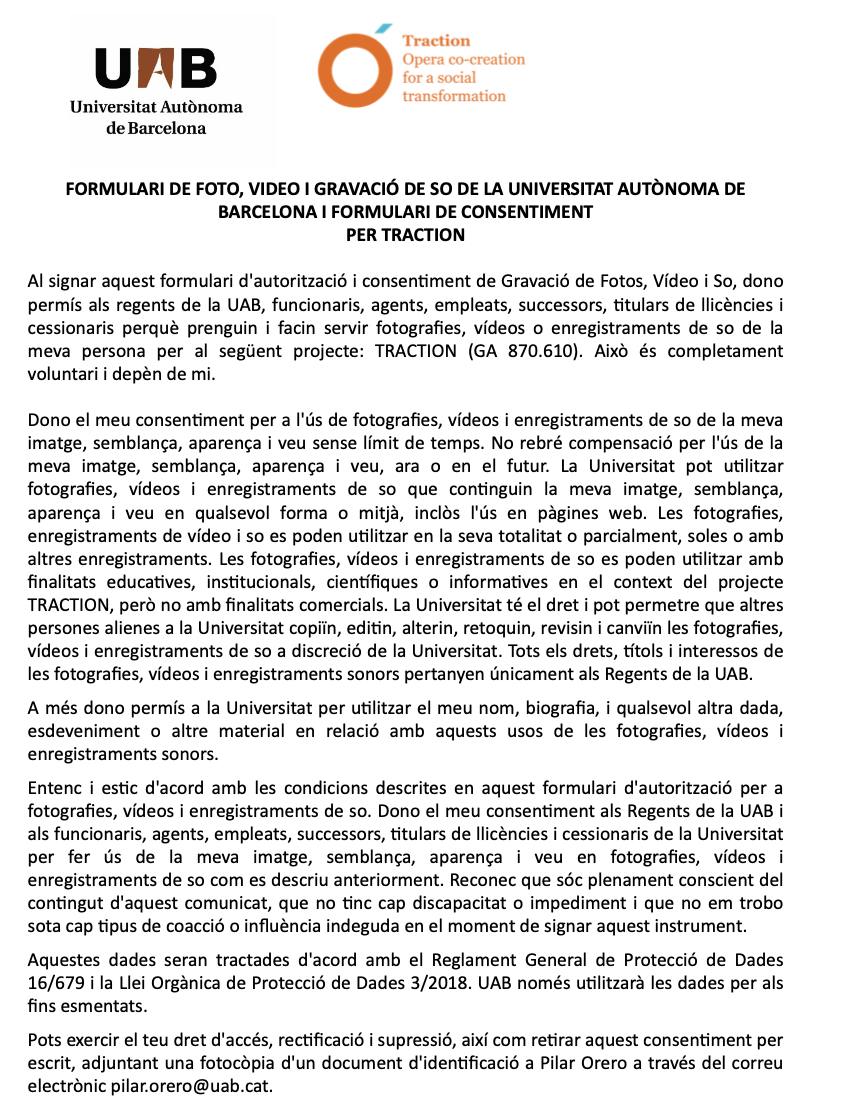 UAB
Universitat Autònoma
de Barcelona
Traction
Opera co-creation
for a social
transformation
FORMULARI DE FOTO, VIDEO I GRAVACIÓ DE SO DE LA UNIVERSITAT AUTÒNOMA DE
BARCELONA I FORMULARI DE CONSENTIMENT
PER TRACTION
Al signar aquest formulari d'autorització i consentiment de Gravació de Fotos, Vídeo i So, dono
permís als regents de la UAB, funcionaris, agents, empleats, successors, titulars de llicències i
cessionaris perquè prenguin i facin servir fotografies, vídeos o enregistraments de so de la
meva persona per al següent projecte: TRACTION (GA 870.610). Això és completament
voluntari i depèn de mi.
Dono el meu consentiment per a l'ús de fotografies, vídeos i enregistraments de so de la meva
imatge, semblança, aparença i veu sense límit de temps. No rebré compensació per l'ús de la
meva imatge, semblança, aparença i veu, ara o en el futur. La Universitat pot utilitzar
fotografies, vídeos i enregistraments de so que continguin la meva imatge, semblança,
aparença i veu en qualsevol forma o mitjà, inclòs l'ús en pàgines web. Les fotografies,
enregistraments de vídeo i so es poden utilitzar en la seva totalitat o parcialment, soles o amb
altres enregistraments. Les fotografies, vídeos i enregistraments de so es poden utilitzar amb
finalitats educatives, institucionals, científiques o informatives en el context del projecte
TRACTION, però no amb finalitats comercials. La Universitat té el dret i pot permetre que altres
persones alienes a la Universitat copiïn, editin, alterin, retoquin, revisin i canviïn les fotografies,
vídeos i enregistraments de so a discreció de la Universitat. Tots els drets, títols i interessos de
les fotografies, vídeos i enregistraments sonors pertanyen únicament als Regents de la UAB.
A més dono permís a la Universitat per utilitzar el meu nom, biografia, i qualsevol altra dada,
esdeveniment o altre material en relació amb aquests usos de les fotografies, vídeos i
enregistraments sonors.
Entenc i estic d'acord amb les condicions descrites en aquest formulari d'autorització per a
fotografies, vídeos i enregistraments de so. Dono el meu consentiment als Regents de la UAB i
als funcionaris, agents, empleats, successors, titulars de llicències i cessionaris de la Universitat
per fer ús de la meva imatge, semblança, aparença i veu en fotografies, vídeos i
enregistraments de so com es descriu anteriorment. Reconec que sóc plenament conscient del
contingut d'aquest comunicat, que no tinc cap discapacitat o impediment i que no em trobo
sota cap tipus de coacció o influència indeguda en el moment de signar aquest instrument.
Aquestes dades seran tractades d'acord amb el Reglament General de Protecció de Dades
16/679 i la Llei Orgànica de Protecció de Dades 3/2018. UAB només utilitzarà les dades per als
fins esmentats.
Pots exercir el teu dret d'accés, rectificació i supressió, així com retirar aquest consentiment per
escrit, adjuntant una fotocòpia d'un document d'identificació a Pilar Orero a través del correu
electrònic pilar.orero@uab.cat.